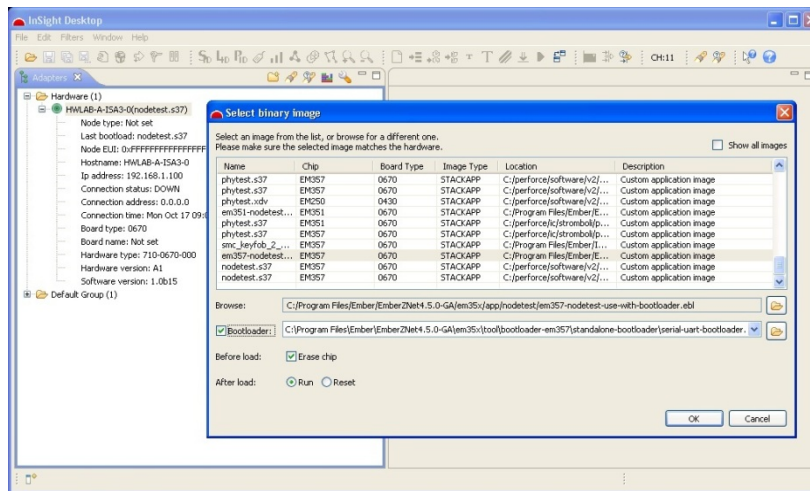 InSight Desktop
File Edit Filters Window Help
CH:11
Adapters
Hardware (1)
HWLAB-A-ISA3-0(nodetest.s37)
Node type: Not set
Last bootload: nodetest.s37
Node EUI: 0xFFFFFFFFFFFFFFF
Hostname: HWLAB-A-ISA3-0
Ip address: 192.168.1.100
Connection status: DOWN
Connection address: 0.0.0.0
Connection time: Mon Oct 17 09:
Board type: 0670
Board name: Not set
Hardware type: 710-0670-000
Hardware version: A1
Software version: 1.0b15
Default Group (1)
Select binary image
Select an image from the list, or browse for a different one.
Please make sure the selected image matches the hardware.
Show all images
Name Chip Board Type Image Type Location Description
phytest.s37 EM357 0670 STACKAPP C:/perforce/software/v2/... Custom application image
phytest.s37 EM357 0670 STACKAPP C:/perforce/software/v2/... Custom application image
phytest.xdv EM250 0430 STACKAPP C:/perforce/software/v2/... Custom application image
em351-nodetest... EM351 0670 STACKAPP C:/Program Files/Ember/E... Custom application image
phytest.s37 EM351 0670 STACKAPP C:/perforce/ic/stromboli/p... Custom application image
phytest.s37 EM357 0670 STACKAPP C:/perforce/ic/stromboli/p... Custom application image
smc_keyfob_2_... EM357 0670 STACKAPP C:/Program Files/Ember/I... Custom application image
em357-nodetest... EM357 0670 STACKAPP C:/Program Files/Ember/E... Custom application image
nodetest.s37 EM357 0670 STACKAPP C:/perforce/software/v2/... Custom application image
nodetest.s37 EM357 0670 STACKAPP C:/perforce/software/v2/... Custom application image
Browse: C:/Program Files/Ember/EmberZNet4.5.0-GA/em35x/app/nodetest/em357-nodetest-use-with-bootloader.ebl
Bootloader: C:\Program Files\Ember\EmberZNet4.5.0-GA\em35x\tool\bootloader-em357\standalone-bootloader\serial-uart-bootloader.
Before load: Erase chip
After load: Run Reset
OK Cancel